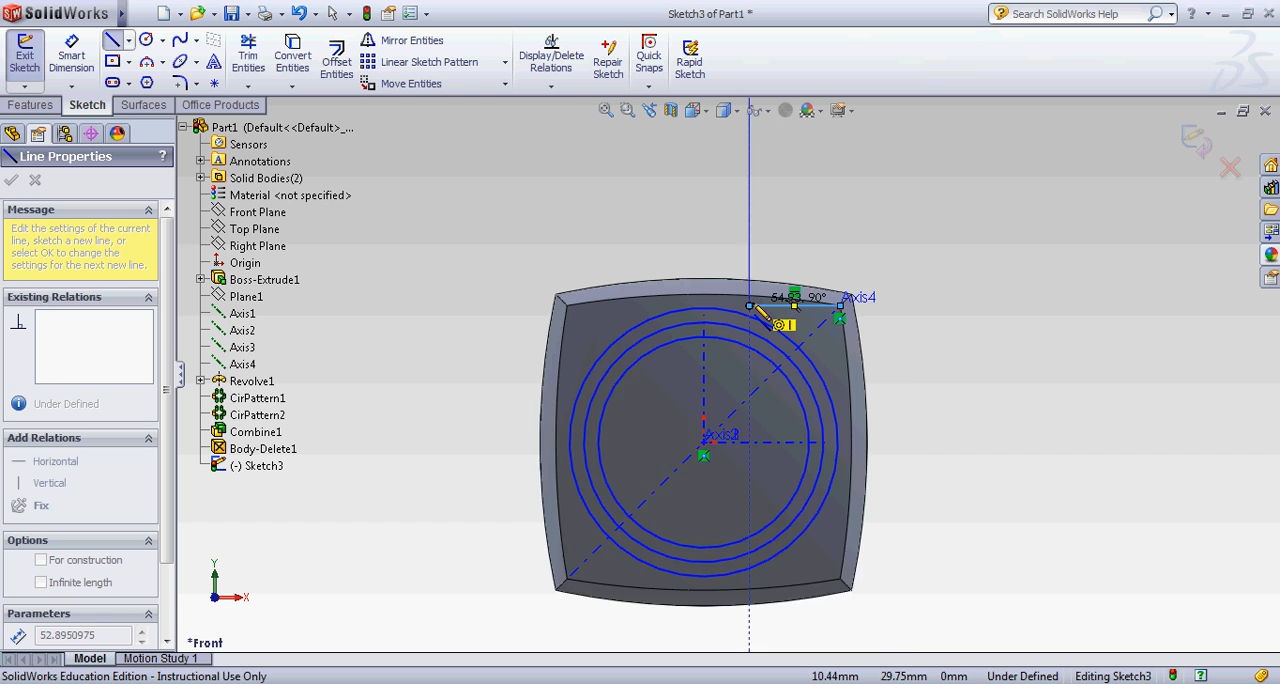 SolidWorks
Sketch3 of Part1 *
Search SolidWorks Help
Exit Sketch
Smart Dimension
Trim Entities
Convert Entities
Offset Entities
Mirror Entities
Linear Sketch Pattern
Move Entities
Display/Delete Relations
Repair Sketch
Quick Snaps
Rapid Sketch
Features
Sketch
Surfaces
Office Products
Line Properties
?
Message
Edit the settings of the current
line, sketch a new line, or
select OK to change the
settings for the next new line.
Existing Relations
Under Defined
Add Relations
Horizontal
Vertical
Fix
Options
For construction
Infinite length
Parameters
52.8950975
Part1 (Default<<Default>_...
Sensors
Annotations
Solid Bodies(2)
Material <not specified>
Front Plane
Top Plane
Right Plane
Origin
Boss-Extrude1
Plane1
Axis1
Axis2
Axis3
Axis4
Revolve1
CirPattern1
CirPattern2
Combine1
Body-Delete1
(-) Sketch3
90°
Axis4
Y
X
*Front
Model
Motion Study 1
SolidWorks Education Edition - Instructional Use Only
10.44mm
29.75mm
0mm
Under Defined
Editing Sketch3